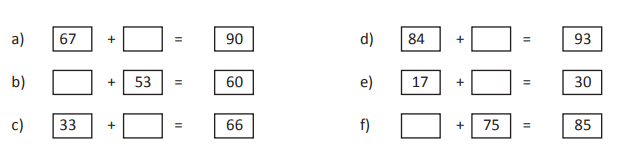 a) 67 + = 90 d) 84 + = 93
b) + 53 = 60 e) 17 + = 30
c) 33 + = 66 f) + 75 = 85